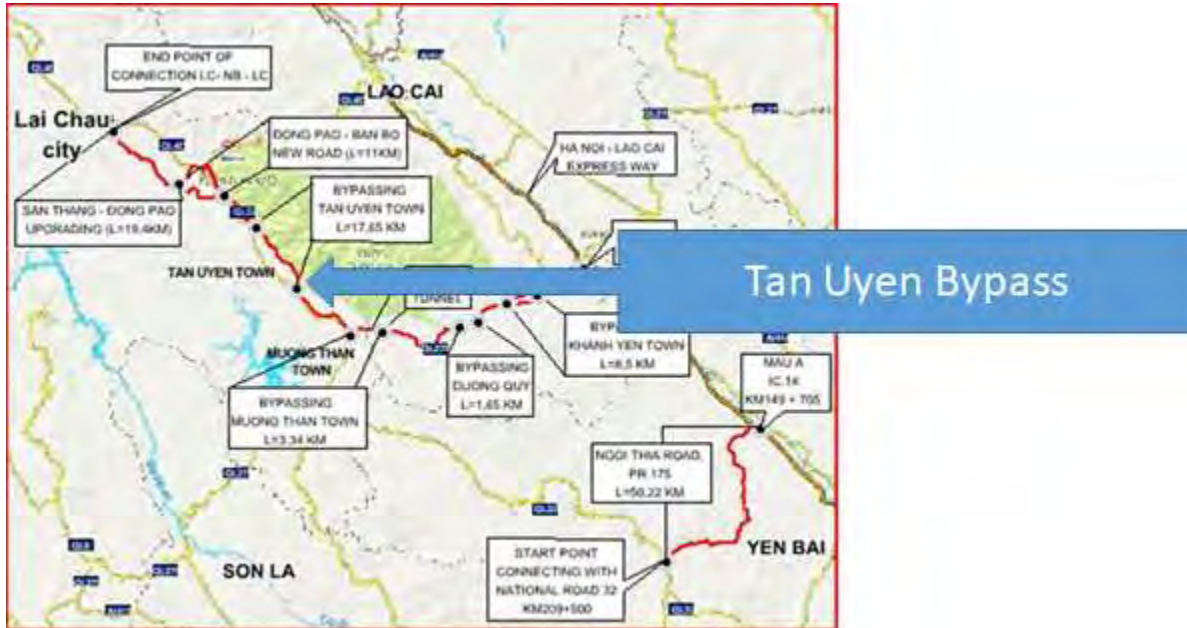 END POINT OF
CONNECTION LC- NB - LC
LAO CAI
Lai Chau
city
ĐONG PAO - BAN BO
NEW ROAD (L=11KM)
HA NOI - LAO CAI
EXPRESS WAY
BYPASSING
TAN UYEN TOWN
L=17,65 KM
SAN THANG - ĐONG PAO
UPGRADING (L=19,4KM)
TAN UYEN TOWN
Tan Uyen Bypass
TUNNEL
MUONG THAN
TOWN
KHANH YEN TOWN
L=6,5 KM
BYPASSING
DUONG QUY
L=1,65 KM
MAU A
IC.14
KM149 + 705
BYPASSING
MUONG THAN TOWN
L=3,34 KM
NGOI THIA ROAD,
PR 175
L=50,22 KM
START POINT
CONNECTING WITH
NATIONAL ROAD 32
KM209+500
YEN BAI
SON LA